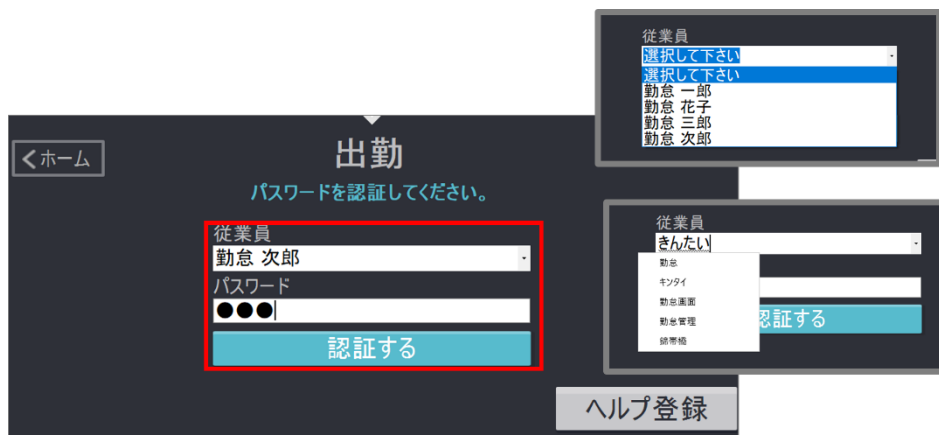 従業員
選択して下さい
選択して下さい
勤怠 一郎
勤怠 花子
勤怠 三郎
勤怠 次郎
ホーム
出勤
パスワードを認証してください。
従業員
勤怠 次郎
パスワード
●●●
認証する
ヘルプ登録
従業員
きんたい
勤怠
キンタイ
勤怠画面
勤怠管理
錦帯橋
認証する